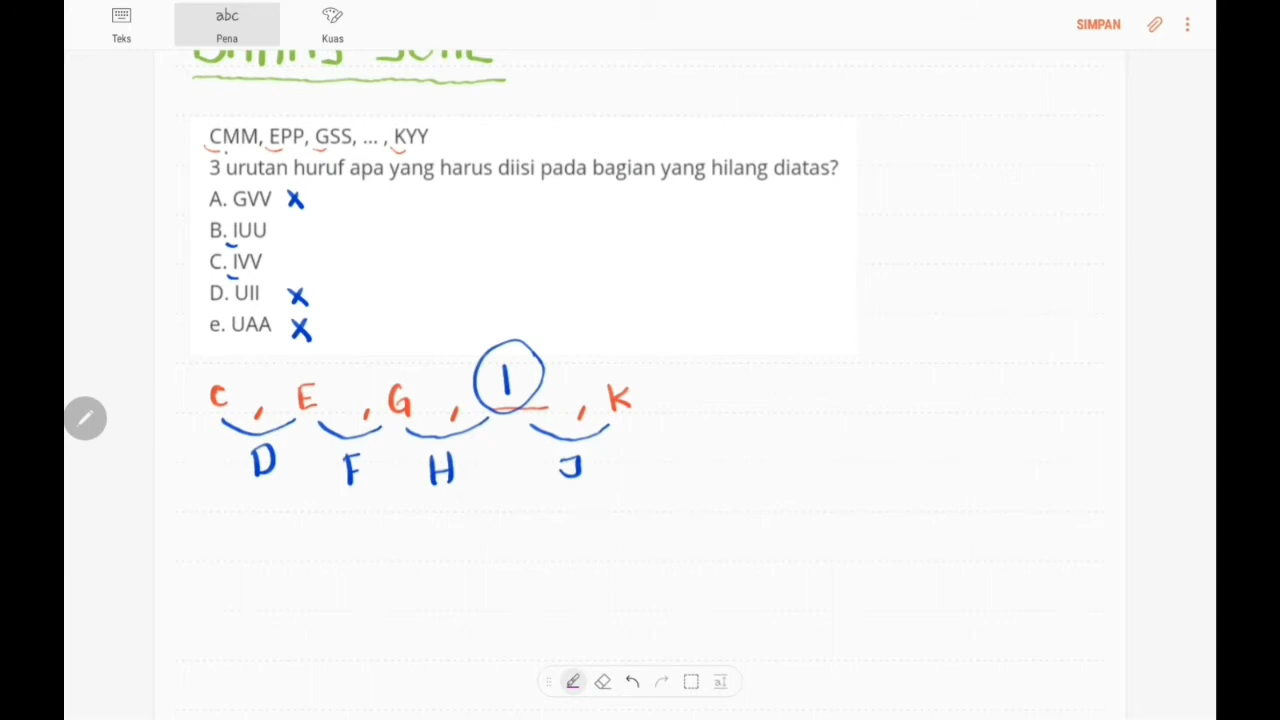 Teks
abc
Pena
Kuas
SIMPAN
CMM, EPP, GSS, ... , KYY
3 urutan huruf apa yang harus diisi pada bagian yang hilang diatas?
A. GVV x
B. IUU
C. IVV
D. UII x
e. UAA x
C , E , G , I , K
D F H J